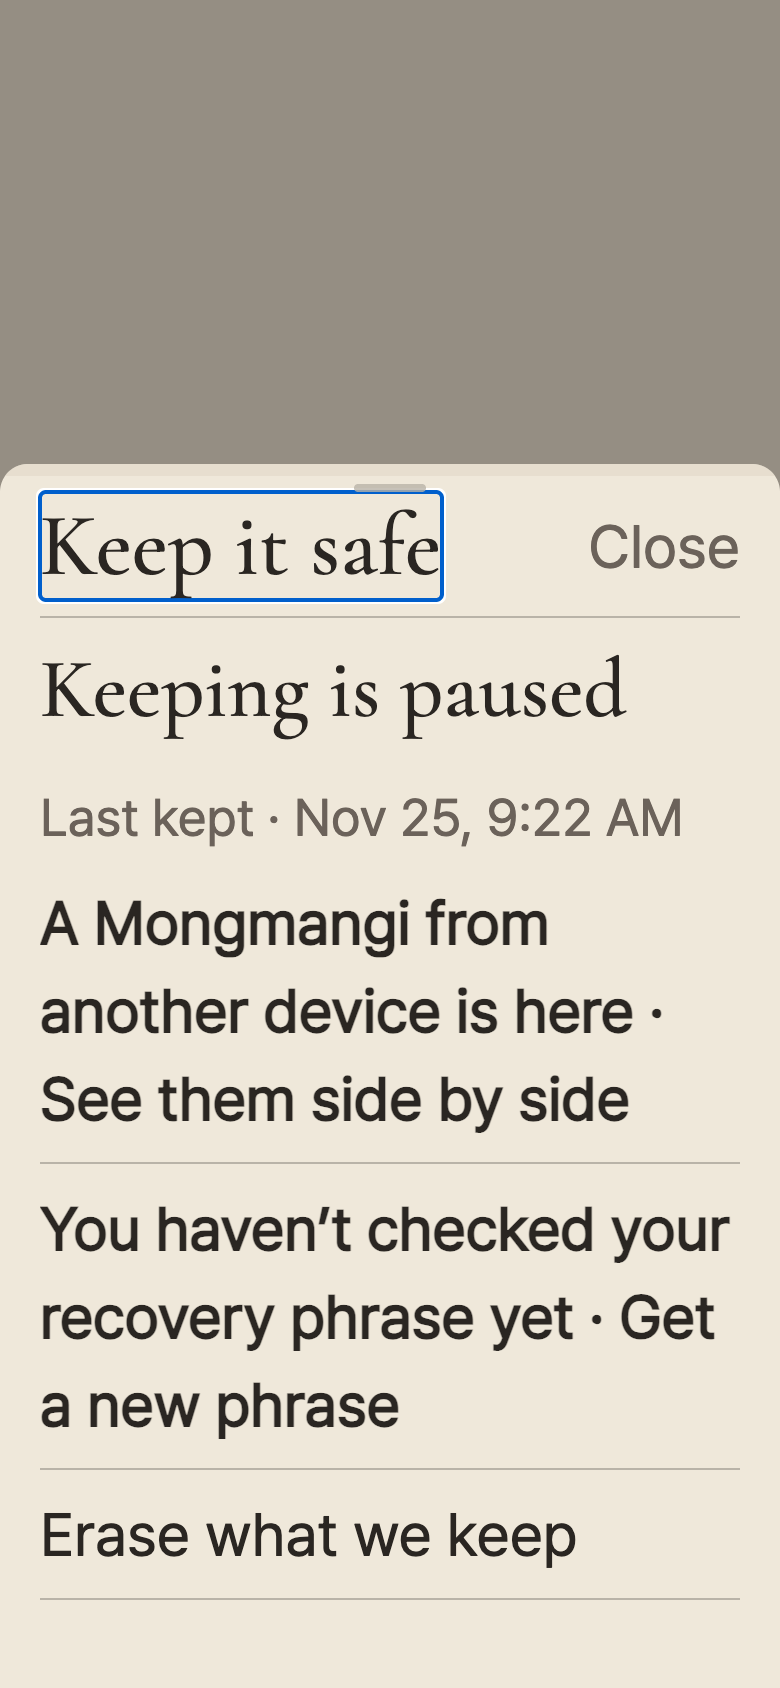 Keep it safe
Close
Keeping is paused
Last kept · Nov 25, 9:22 AM
A Mongmangi from
another device is here ·
See them side by side
You haven’t checked your
recovery phrase yet · Get
a new phrase
Erase what we keep